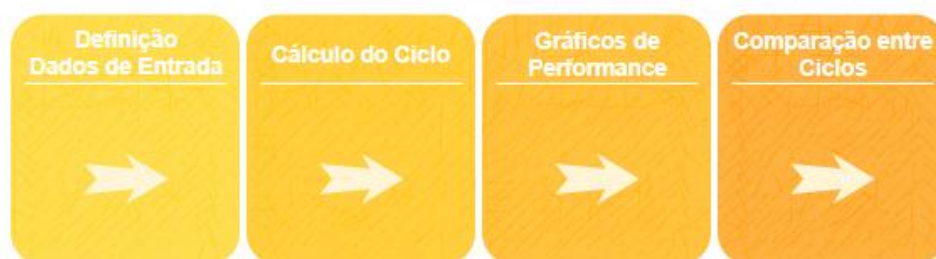 Definição
Dados de Entrada
Cálculo do Ciclo
Gráficos de
Performance
Comparação entre
Ciclos